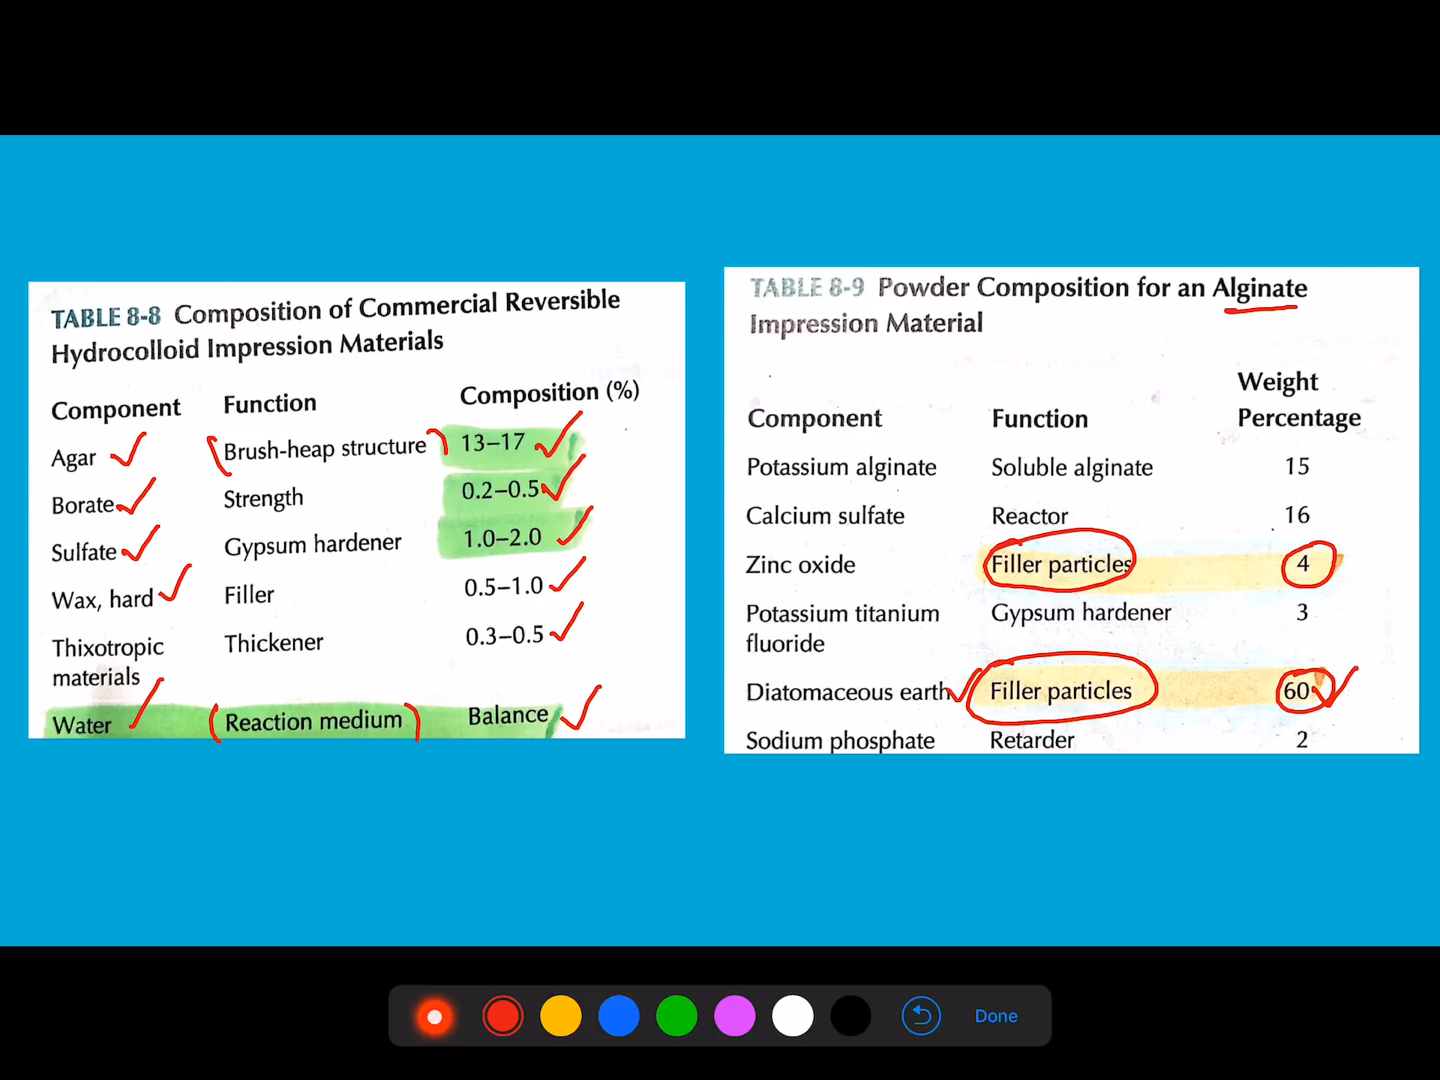 TABLE 8-8 Composition of Commercial Reversible
Hydrocolloid Impression Materials
Component Function Composition (%)
Agar Brush-heap structure 13–17
Borate Strength 0.2–0.5
Sulfate Gypsum hardener 1.0–2.0
Wax, hard Filler 0.5–1.0
Thixotropic Thickener 0.3–0.5
materials
Water Reaction medium Balance
TABLE 8-9 Powder Composition for an Alginate
Impression Material
Weight
Component Function Percentage
Potassium alginate Soluble alginate 15
Calcium sulfate Reactor 16
Zinc oxide Filler particles 4
Potassium titanium Gypsum hardener 3
fluoride
Diatomaceous earth Filler particles 60
Sodium phosphate Retarder 2
Done